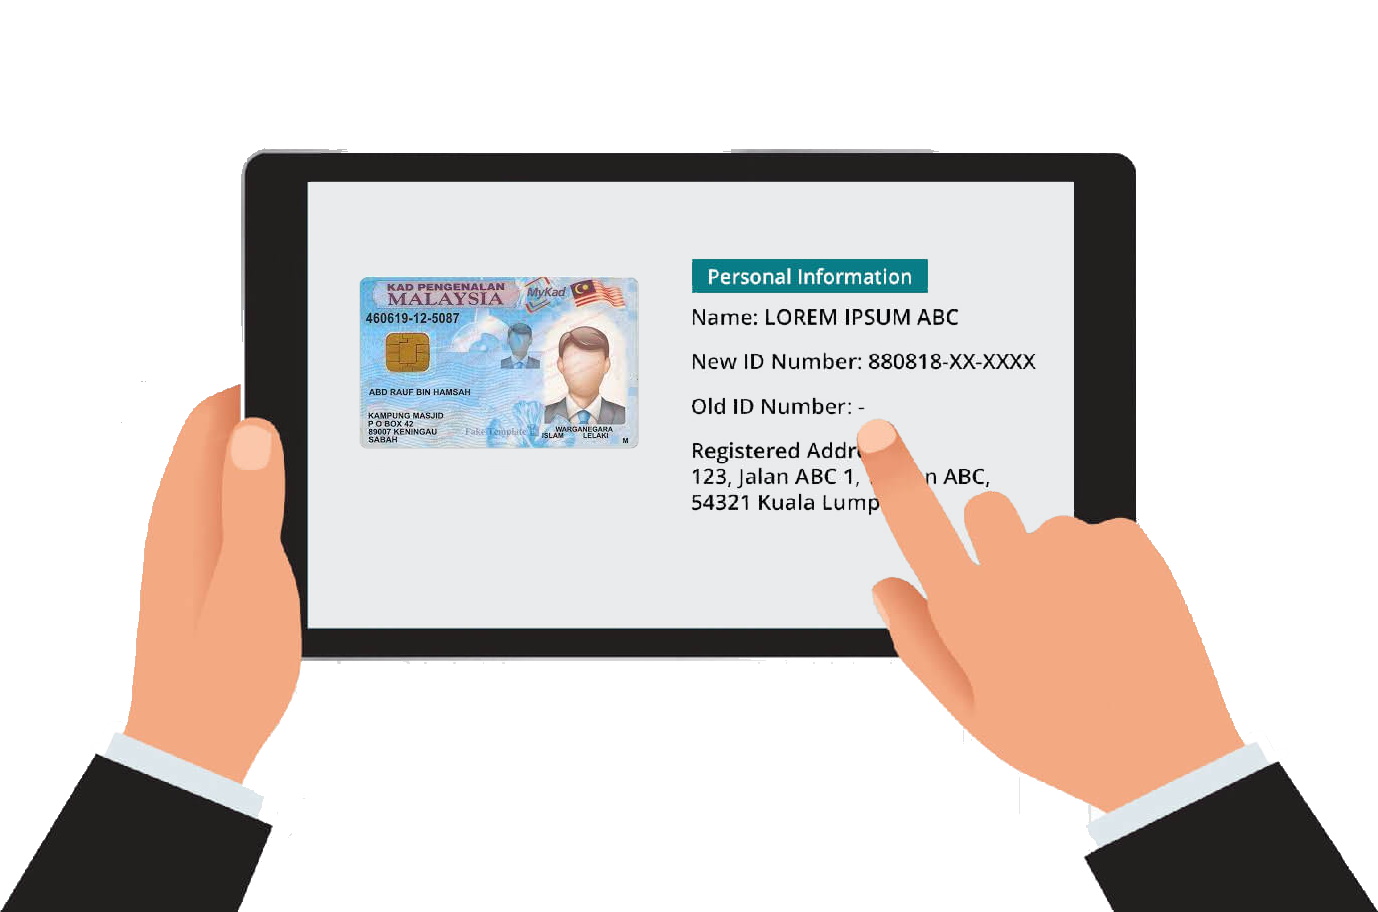 KAD PENGENALAN
MALAYSIA
MyKad
460619-12-5087
ABD RAUF BIN HAMSAH
KAMPUNG MASJID
P O BOX 42
89007 KENINGAU
SABAH
Fake Template
WARGANEGARA
ISLAM LELAKI
M
Personal Information
Name: LOREM IPSUM ABC
New ID Number: 880818-XX-XXXX
Old ID Number: -
Registered
123, Jalan ABC 1, ABC,
54321 Kuala